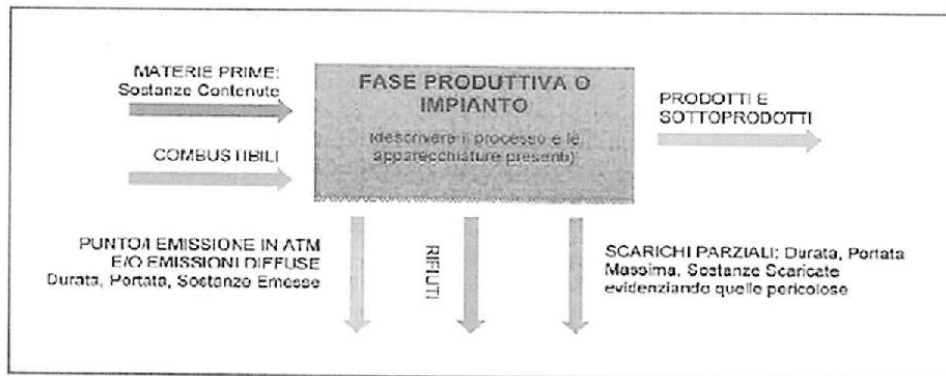 MATERIE PRIME:
Sostanze Contenute
COMBUSTIBILI
FASE PRODUTTIVA O
IMPIANTO
(descrivere il processo e le
apparecchiature presenti)
PRODOTTI E
SOTTOPRODOTTI
PUNTO/I EMISSIONE IN ATM
E/O EMISSIONI DIFFUSE
Durata, Portata, Sostanze Emesse
RIFIUTI
SCARICHI PARZIALI: Durata, Portata
Massima, Sostanze Scaricate
evidenziando quelle pericolose